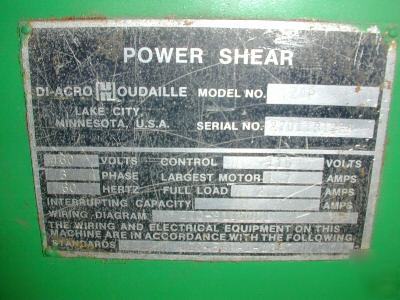 POWER SHEAR
DI-ACRO HOUDAILLE MODEL NO.
LAKE CITY,
MINNESOTA, U.S.A. SERIAL NO.
VOLTS CONTROL VOLTS
3 PHASE LARGEST MOTOR AMPS
60 HERTZ FULL LOAD AMPS
INTERRUPTING CAPACITY AMPS
WIRING DIAGRAM
THE WIRING AND ELECTRICAL EQUIPMENT ON THIS
MACHINE ARE IN ACCORDANCE WITH THE FOLLOWING
STANDARDS